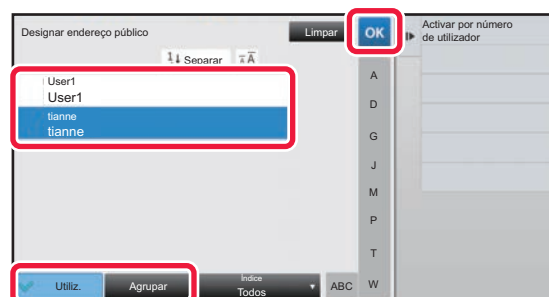 Designar endereço público
Limpar
OK
Activar por número
de utilizador
Separar
A A
User1
User1
tianne
tianne
A
D
G
J
M
P
T
W
Utiliz.
Agrupar
Índice
Todos
ABC